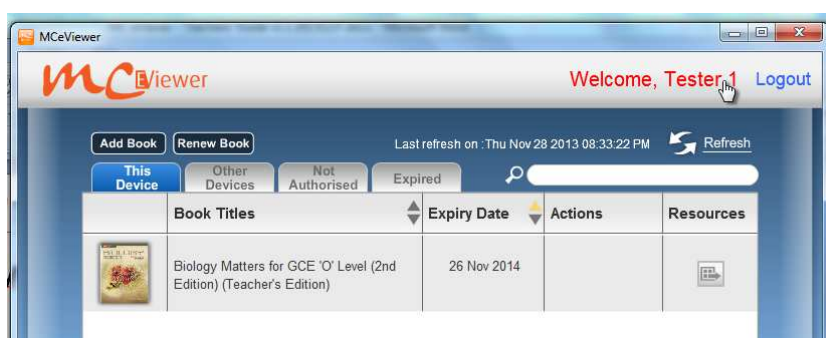 MCeViewer
MCEViewer
Welcome, Tester 1 Logout
Add Book Renew Book Last refresh on :Thu Nov 28 2013 08:33:22 PM Refresh
This Device Other Devices Not Authorised Expired
Book Titles Expiry Date Actions Resources
Biology Matters for GCE 'O' Level (2nd 26 Nov 2014
Edition) (Teacher's Edition)